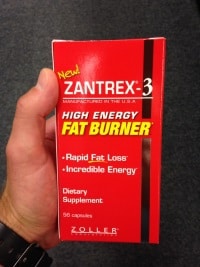 New!
ZANTREX®-3
MANUFACTURED IN THE U.S.A
HIGH ENERGY
FAT BURNER
• Rapid Fat Loss*
• Incredible Energy*
Dietary
Supplement
56 capsules
ZOLLER